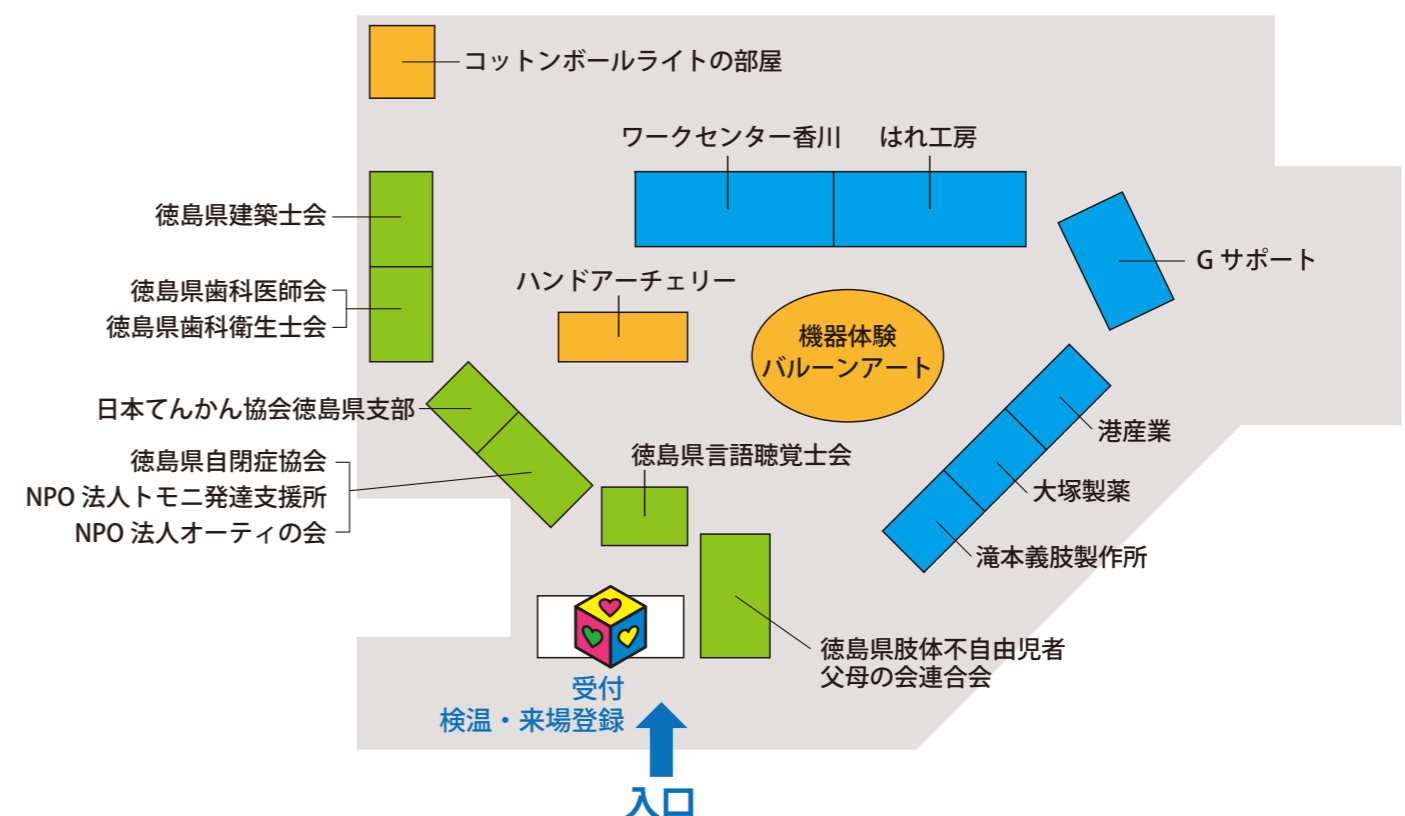 コットンボールライトの部屋
ワークセンター香川
はれ工房
徳島県建築士会
G サポート
ハンドアーチェリー
徳島県歯科医師会
徳島県歯科衛生士会
機器体験
バルーンアート
日本てんかん協会徳島県支部
港産業
徳島県言語聴覚士会
徳島県自閉症協会
NPO 法人トモニ発達支援所
NPO 法人オーティの会
大塚製薬
滝本義肢製作所
徳島県肢体不自由児者
父母の会連合会
受付
検温・来場登録
入口